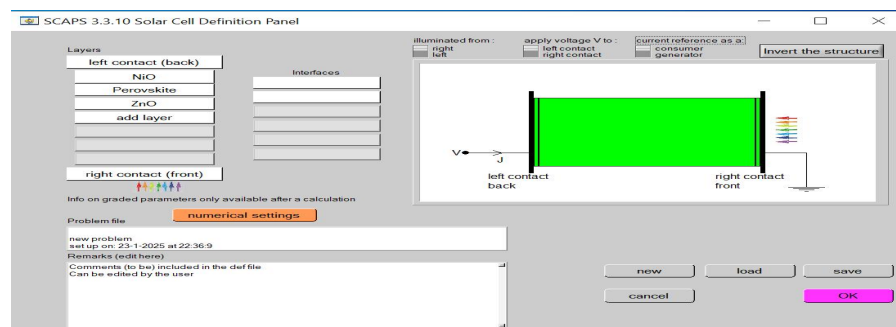 SCAPS 3.3.10 Solar Cell Definition Panel
Layers
left contact (back)
NiO
Perovskite
ZnO
add layer
right contact (front)
Interfaces
illuminated from :
right
left
apply voltage V to :
left contact
right contact
current reference as a:
consumer
generator
Invert the structure
V
J
left contact
back
right contact
front
Info on graded parameters only available after a calculation
numerical settings
Problem file
new problem
set up on: 23-1-2025 at 22:36:9
Remarks (edit here)
Comments (to be) included in the def file
Can be edited by the user
new
load
save
cancel
OK